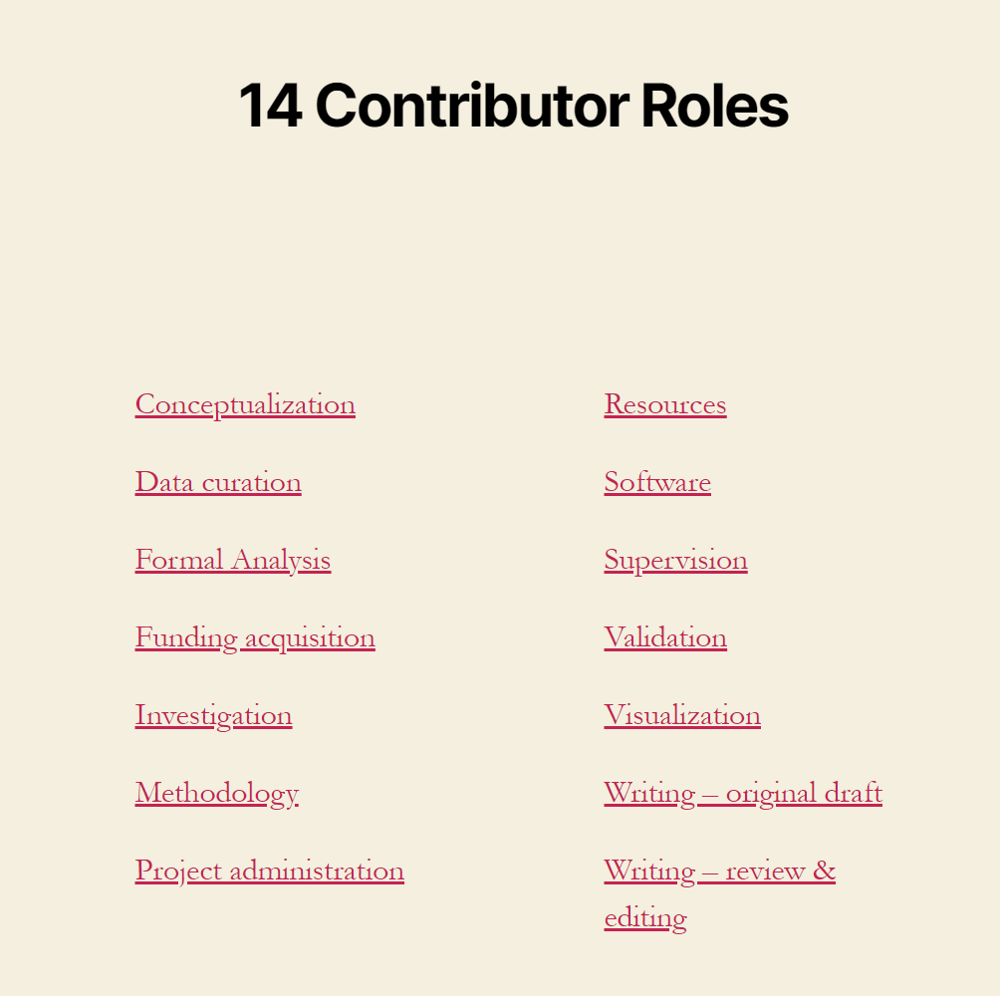 14 Contributor Roles
Conceptualization
Data curation
Formal Analysis
Funding acquisition
Investigation
Methodology
Project administration
Resources
Software
Supervision
Validation
Visualization
Writing – original draft
Writing – review &
editing